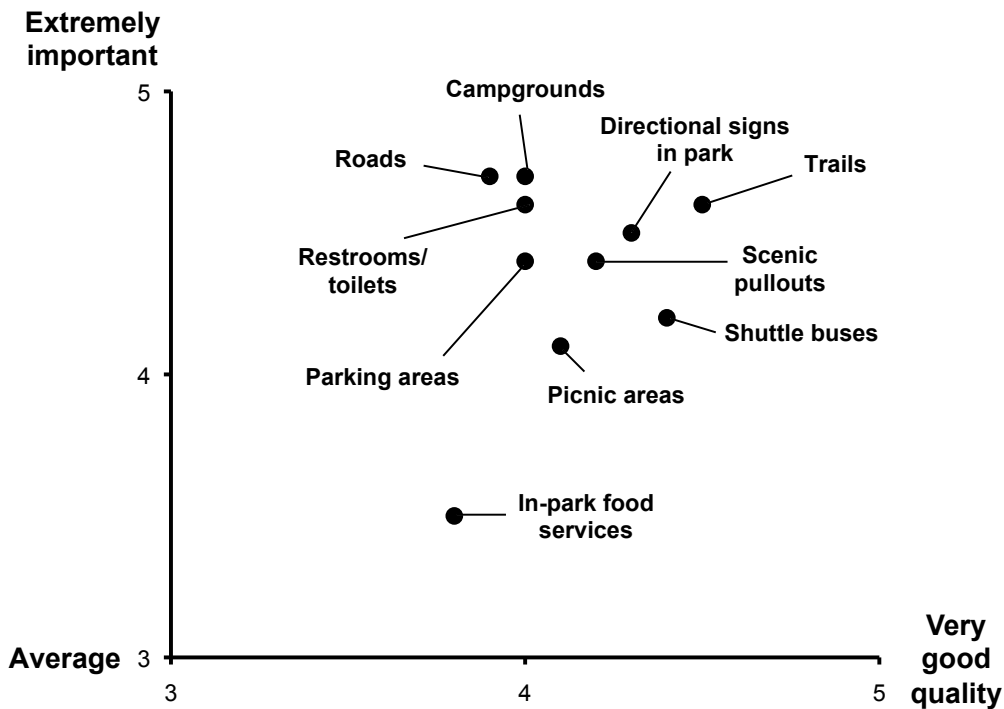 Extremely
important
5
Campgrounds
Directional signs
in park
Roads
Trails
Restrooms/
toilets
Scenic
pullouts
Shuttle buses
Parking areas
4
Picnic areas
In-park food
services
Average
3
3
4
5
Very
good
quality